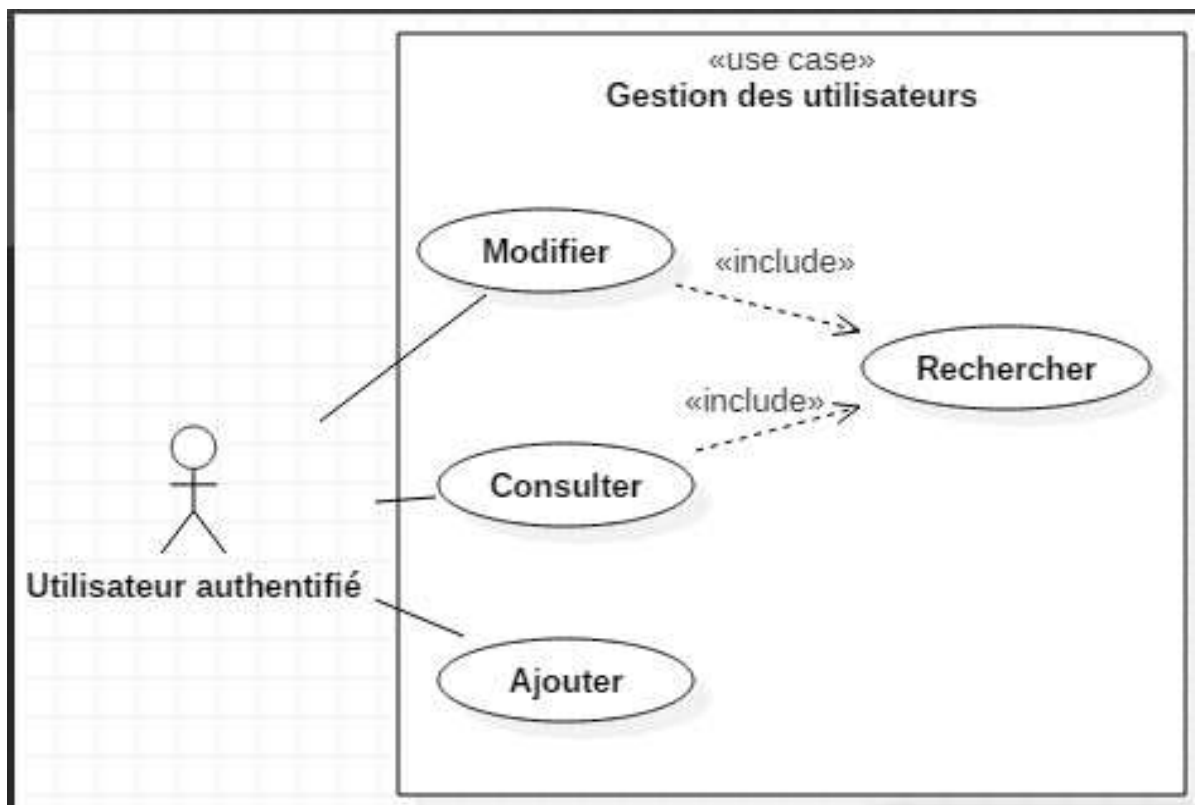 «use case»
Gestion des utilisateurs
Modifier
«include»
Rechercher
«include»
Consulter
Utilisateur authentifié
Ajouter